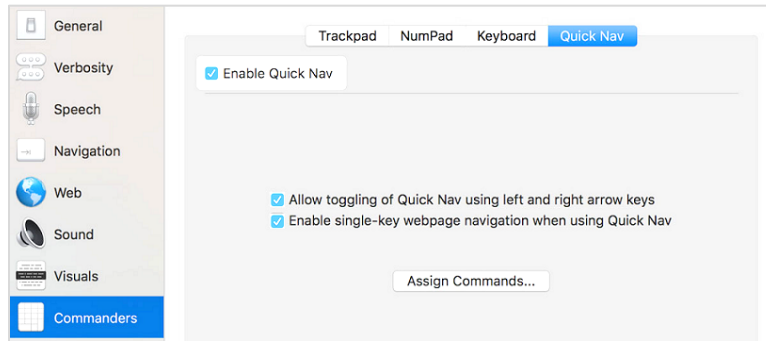 General
Verbosity
Speech
Navigation
Web
Sound
Visuals
Commanders
Trackpad NumPad Keyboard Quick Nav
Enable Quick Nav
Allow toggling of Quick Nav using left and right arrow keys
Enable single-key webpage navigation when using Quick Nav
Assign Commands...